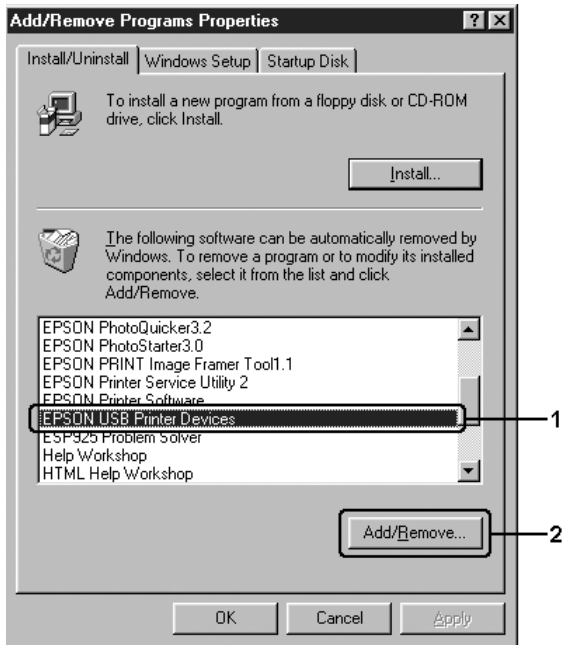 Add/Remove Programs Properties
Install/Uninstall Windows Setup Startup Disk
To install a new program from a floppy disk or CD-ROM
drive, click Install.
Install...
The following software can be automatically removed by
Windows. To remove a program or to modify its installed
components, select it from the list and click
Add/Remove.
EPSON PhotoQuicker3.2
EPSON PhotoStarter3.0
EPSON PRINT Image Framer Tool1.1
EPSON Printer Service Utility 2
EPSON Printer Software
EPSON USB Printer Devices 1
ESP925 Problem Solver
Help Workshop
HTML Help Workshop
Add/Remove... 2
OK Cancel Apply